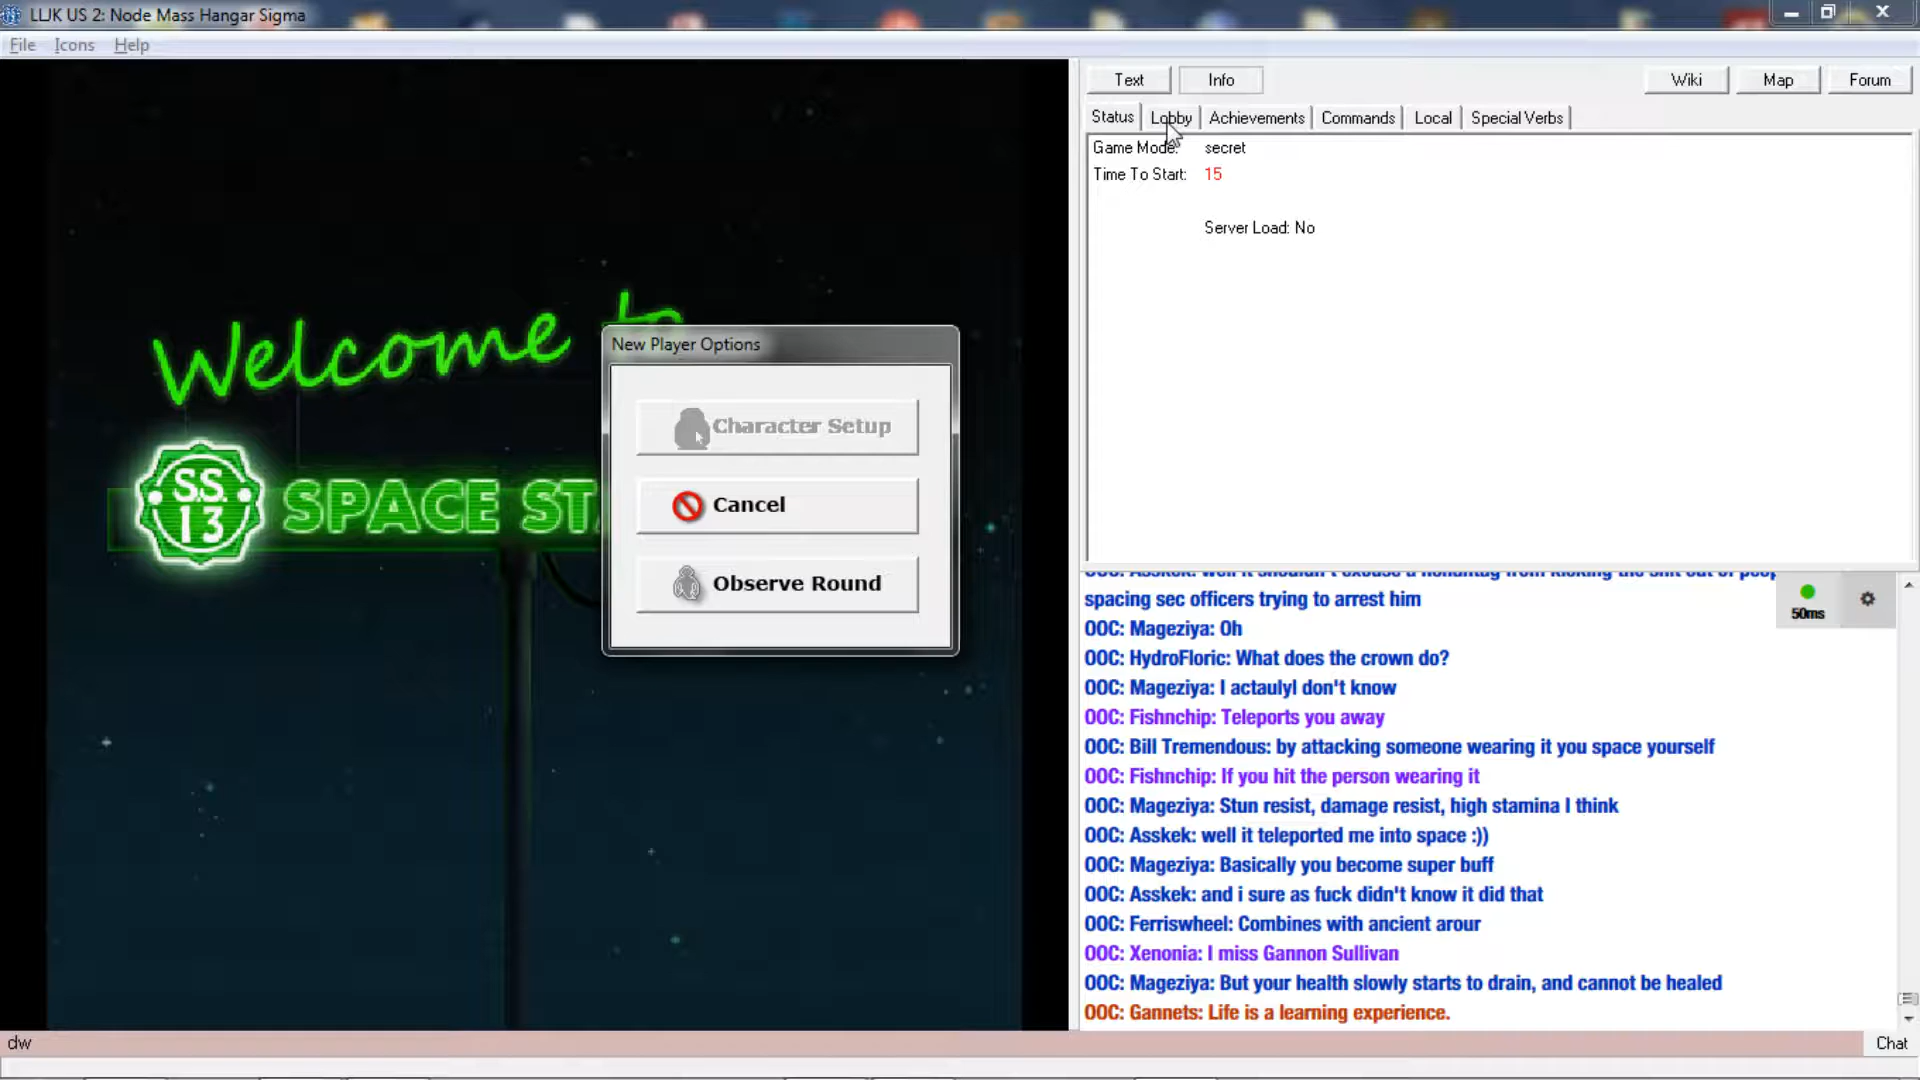 LLJK US 2: Node Mass Hangar Sigma
File Icons Help
Text Info Wiki Map Forum
Status Lobby Achievements Commands Local Special Verbs
Game Mode: secret
Time To Start: 15
Server Load: No
Welcome to
S.S. 13 SPACE ST
New Player Options
Character Setup
Cancel
Observe Round
spacing sec officers trying to arrest him
50ms
OOC: Mageziya: Oh
OOC: HydroFloric: What does the crown do?
OOC: Mageziya: I actaulyl don't know
OOC: Fishnchip: Teleports you away
OOC: Bill Tremendous: by attacking someone wearing it you space yourself
OOC: Fishnchip: If you hit the person wearing it
OOC: Mageziya: Stun resist, damage resist, high stamina I think
OOC: Asskek: well it teleported me into space :))
OOC: Mageziya: Basically you become super buff
OOC: Asskek: and i sure as fuck didn't know it did that
OOC: Ferriswheel: Combines with ancient arour
OOC: Xenonia: I miss Gannon Sullivan
OOC: Mageziya: But your health slowly starts to drain, and cannot be healed
OOC: Gannets: Life is a learning experience.
dw
Chat